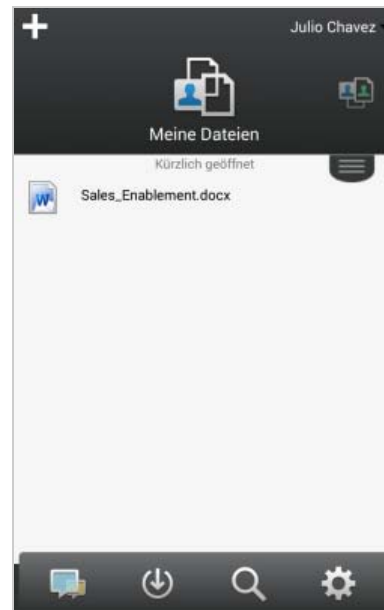 Julio Chavez
Meine Dateien
Kürzlich geöffnet
Sales_Enablement.docx